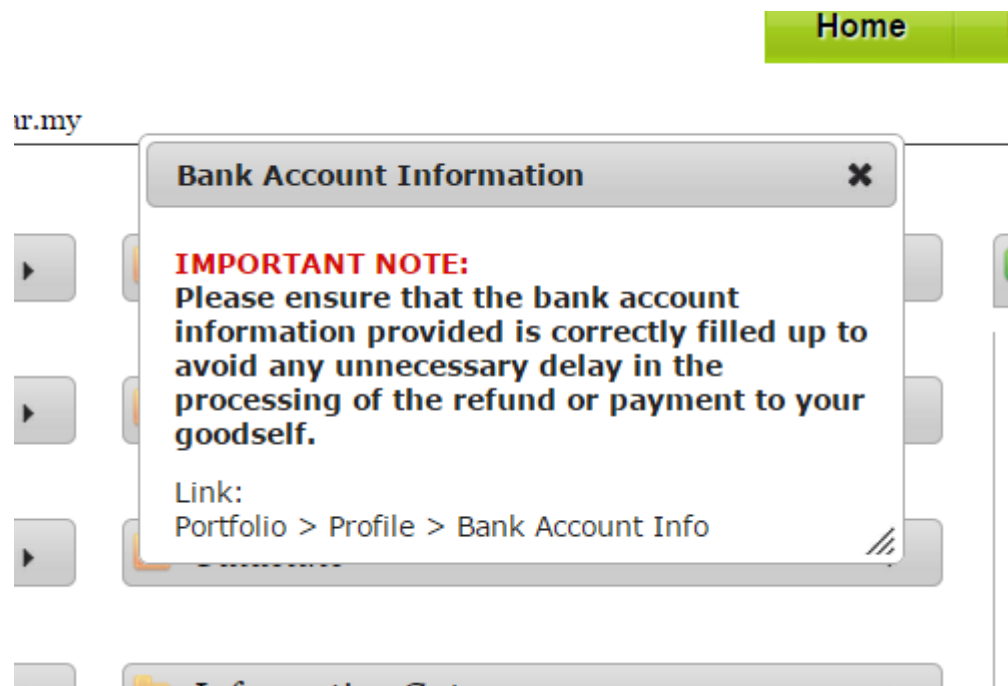 Home
ar.my
Bank Account Information
IMPORTANT NOTE:
Please ensure that the bank account
information provided is correctly filled up to
avoid any unnecessary delay in the
processing of the refund or payment to your
goodself.
Link:
Portfolio > Profile > Bank Account Info